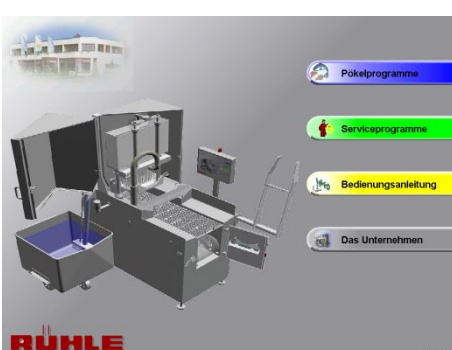 Pökelprogramme
Serviceprogramme
Bedienungsanleitung
Das Unternehmen
RÜHLE